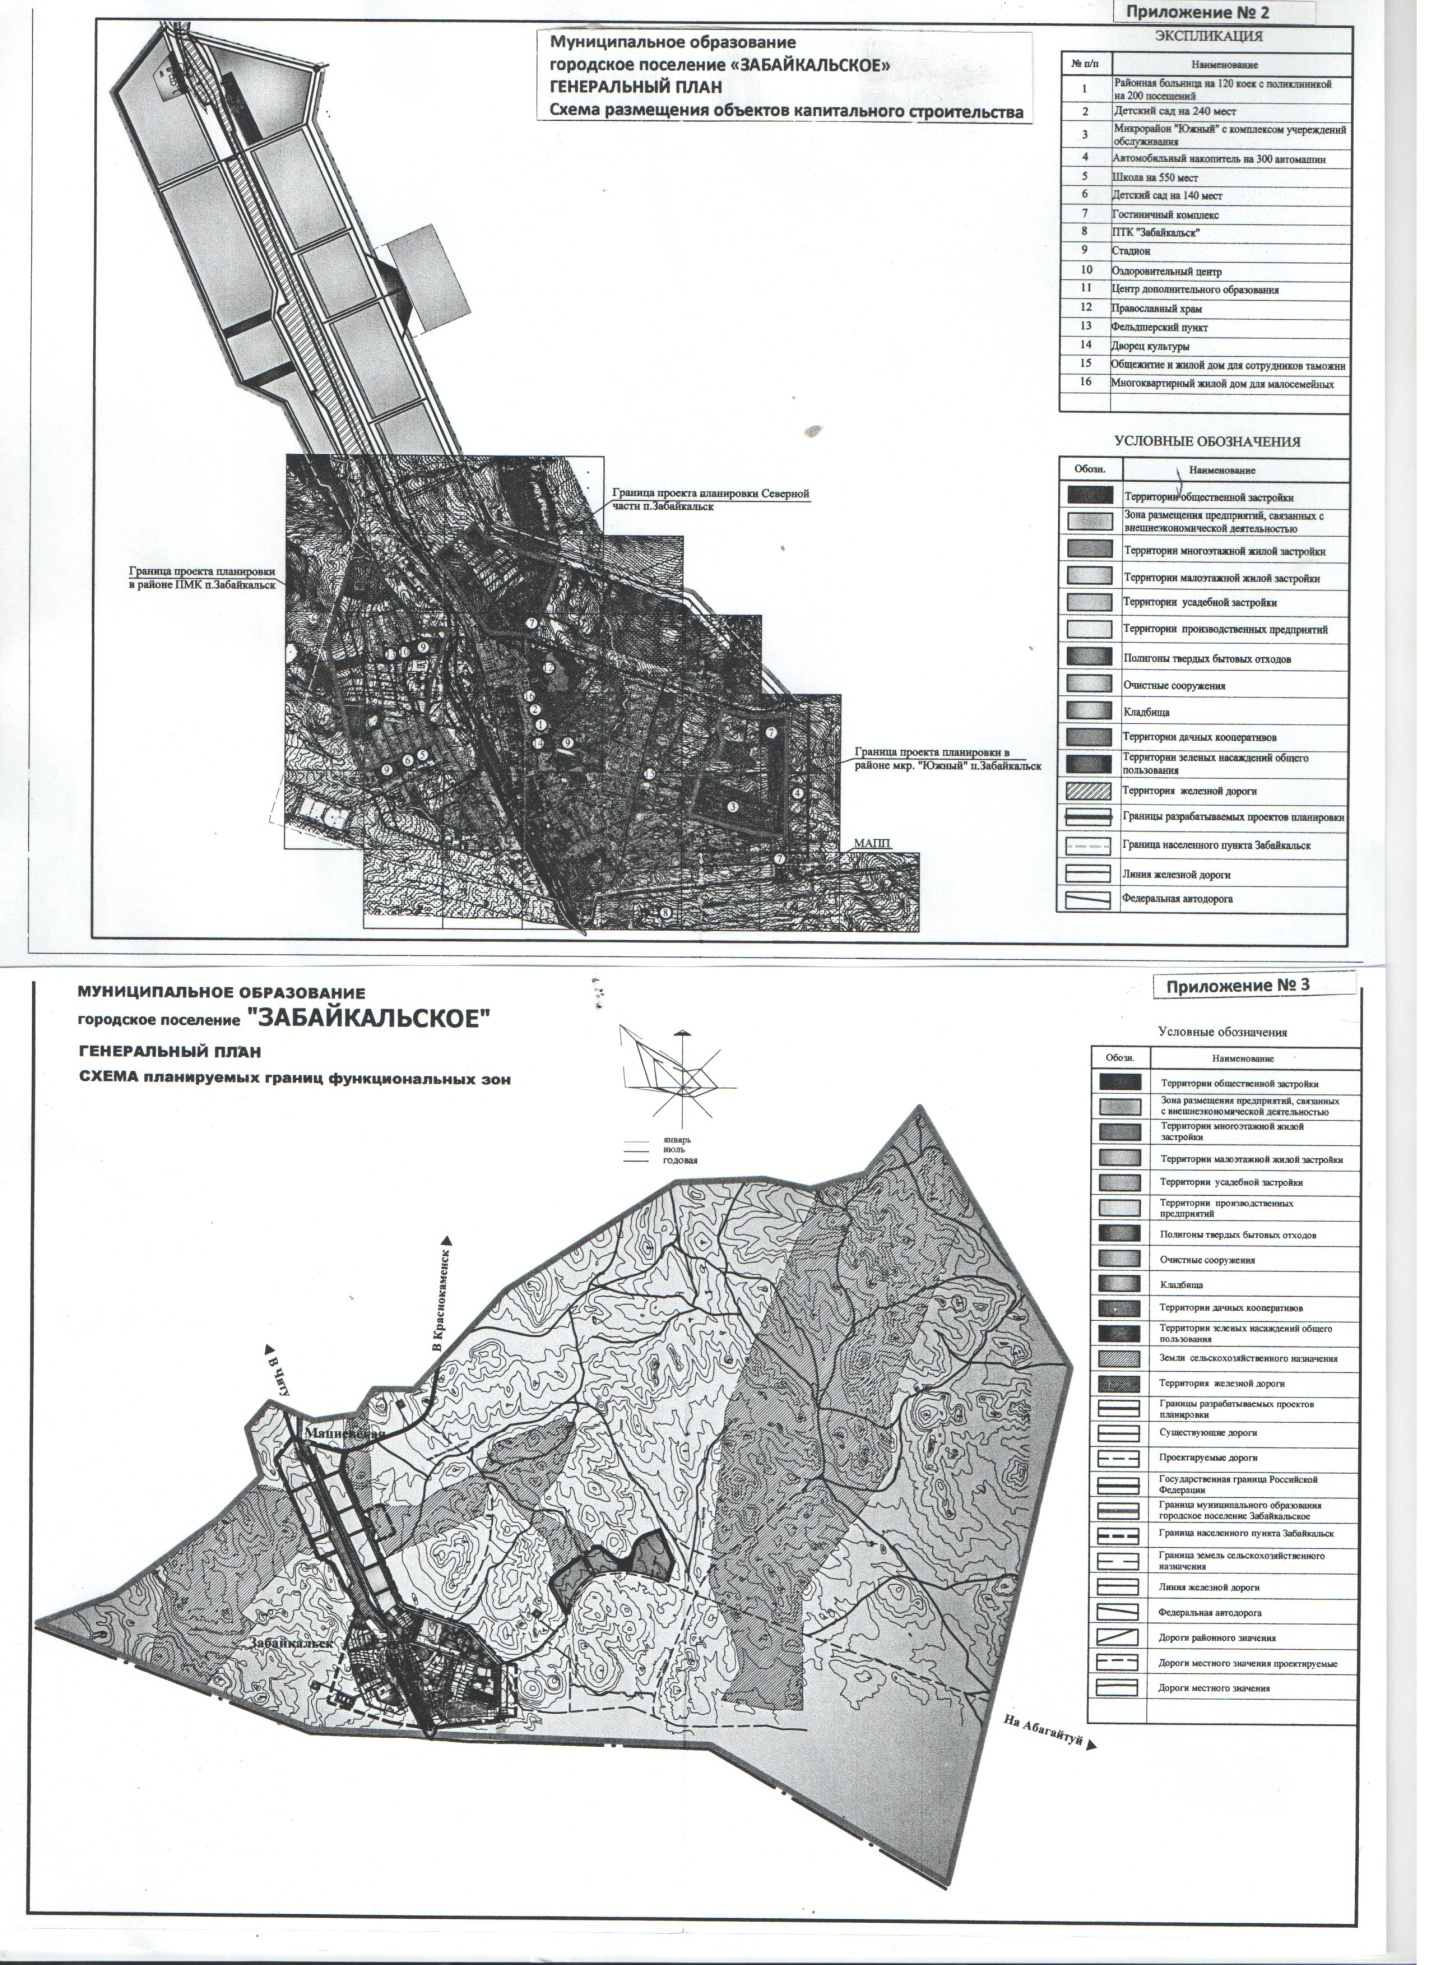 Приложение № 2
Муниципальное образование
городское поселение «ЗАБАЙКАЛЬСКОЕ»
ГЕНЕРАЛЬНЫЙ ПЛАН
Схема размещения объектов капитального строительства
ЭКСПЛИКАЦИЯ
№ п/п Наименование
1 Районная больница на 120 коек с поликлиникой
на 200 посещений
2 Детский сад на 240 мест
3 Микрорайон "Южный" с комплексом учереждений
обслуживания
4 Автомобильный накопитель на 300 автомашин
5 Школа на 550 мест
6 Детский сад на 140 мест
7 Гостиничный комплекс
8 ПТК "Забайкальск"
9 Стадион
10 Оздоровительный центр
11 Центр дополнительного образования
12 Православный храм
13 Фельдшерский пункт
14 Дворец культуры
15 Общежитие и жилой дом для сотрудников таможни
16 Многоквартирный жилой дом для малосемейных
УСЛОВНЫЕ ОБОЗНАЧЕНИЯ
Обозн. Наименование
Территории общественной застройки
Зона размещения предприятий, связанных с
внешнеэкономической деятельностью
Территории многоэтажной жилой застройки
Территории малоэтажной жилой застройки
Территории усадебной застройки
Территории производственных предприятий
Полигоны твердых бытовых отходов
Очистные сооружения
Кладбища
Территории дачных кооперативов
Территории зеленых насаждений общего
пользования
Территория железной дороги
Границы разрабатываемых проектов планировки
Граница населенного пункта Забайкальск
Линия железной дороги
Федеральная автодорога
Граница проекта планировки Северной
части п.Забайкальск
Граница проекта планировки
в районе ПМК п.Забайкальск
7
9
12
16
2
1
9
7
4
3
5
6
9
Граница проекта планировки в
районе мкр. "Южный" п.Забайкальск
МАПП
7
8
Приложение № 3
МУНИЦИПАЛЬНОЕ ОБРАЗОВАНИЕ
городское поселение "ЗАБАЙКАЛЬСКОЕ"
ГЕНЕРАЛЬНЫЙ ПЛАН
СХЕМА планируемых границ функциональных зон
январь
июль
годовая
Условные обозначения
Обозн. Наименование
Территории общественной застройки
Зона размещения предприятий, связанных
с внешнеэкономической деятельностью
Территории многоэтажной жилой
застройки
Территории малоэтажной жилой застройки
Территории усадебной застройки
Территории производственных
предприятий
Полигоны твердых бытовых отходов
Очистные сооружения
Кладбища
Территории дачных кооперативов
Территории зеленых насаждений общего
пользования
Земли сельскохозяйственного назначения
Территория железной дороги
Границы разрабатываемых проектов
планировки
Существующие дороги
Проектируемые дороги
Государственная граница Российской
Федерации
Граница муниципального образования
городское поселение Забайкальское
Граница населенного пункта Забайкальск
Граница земель сельскохозяйственного
назначения
Линия железной дороги
Федеральная автодорога
Дороги районного значения
Дороги местного значения проектируемые
Дороги местного значения
В Краснокаменск
В Читу
Мациевская
Забайкальск
На Абагайтуй